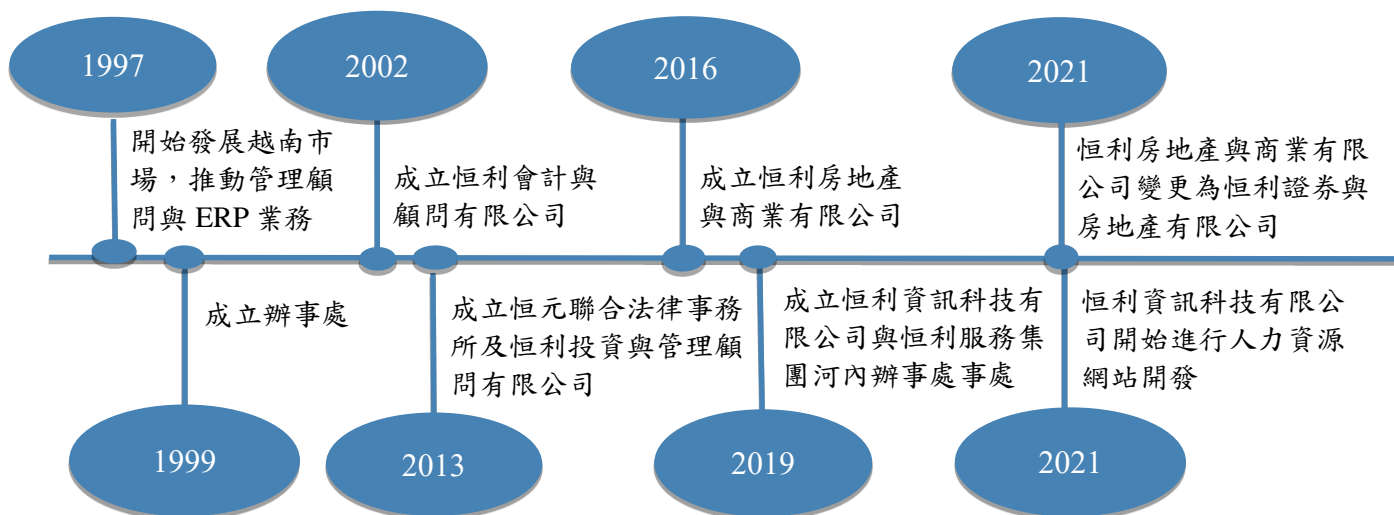 1997
開始發展越南市
場，推動管理顧
問與 ERP 業務
1999
成立辦事處
2002
成立恒利會計與
顧問有限公司
2013
成立恒元聯合法律事務
所及恒利投資與管理顧
問有限公司
2016
成立恒利房地產
與商業有限公司
2019
成立恒利資訊科技有
限公司與恒利服務集
團河內辦事處事處
2021
恒利房地產與商業有限
公司變更為恒利證券與
房地產有限公司
2021
恒利資訊科技有限公
司開始進行人力資源
網站開發